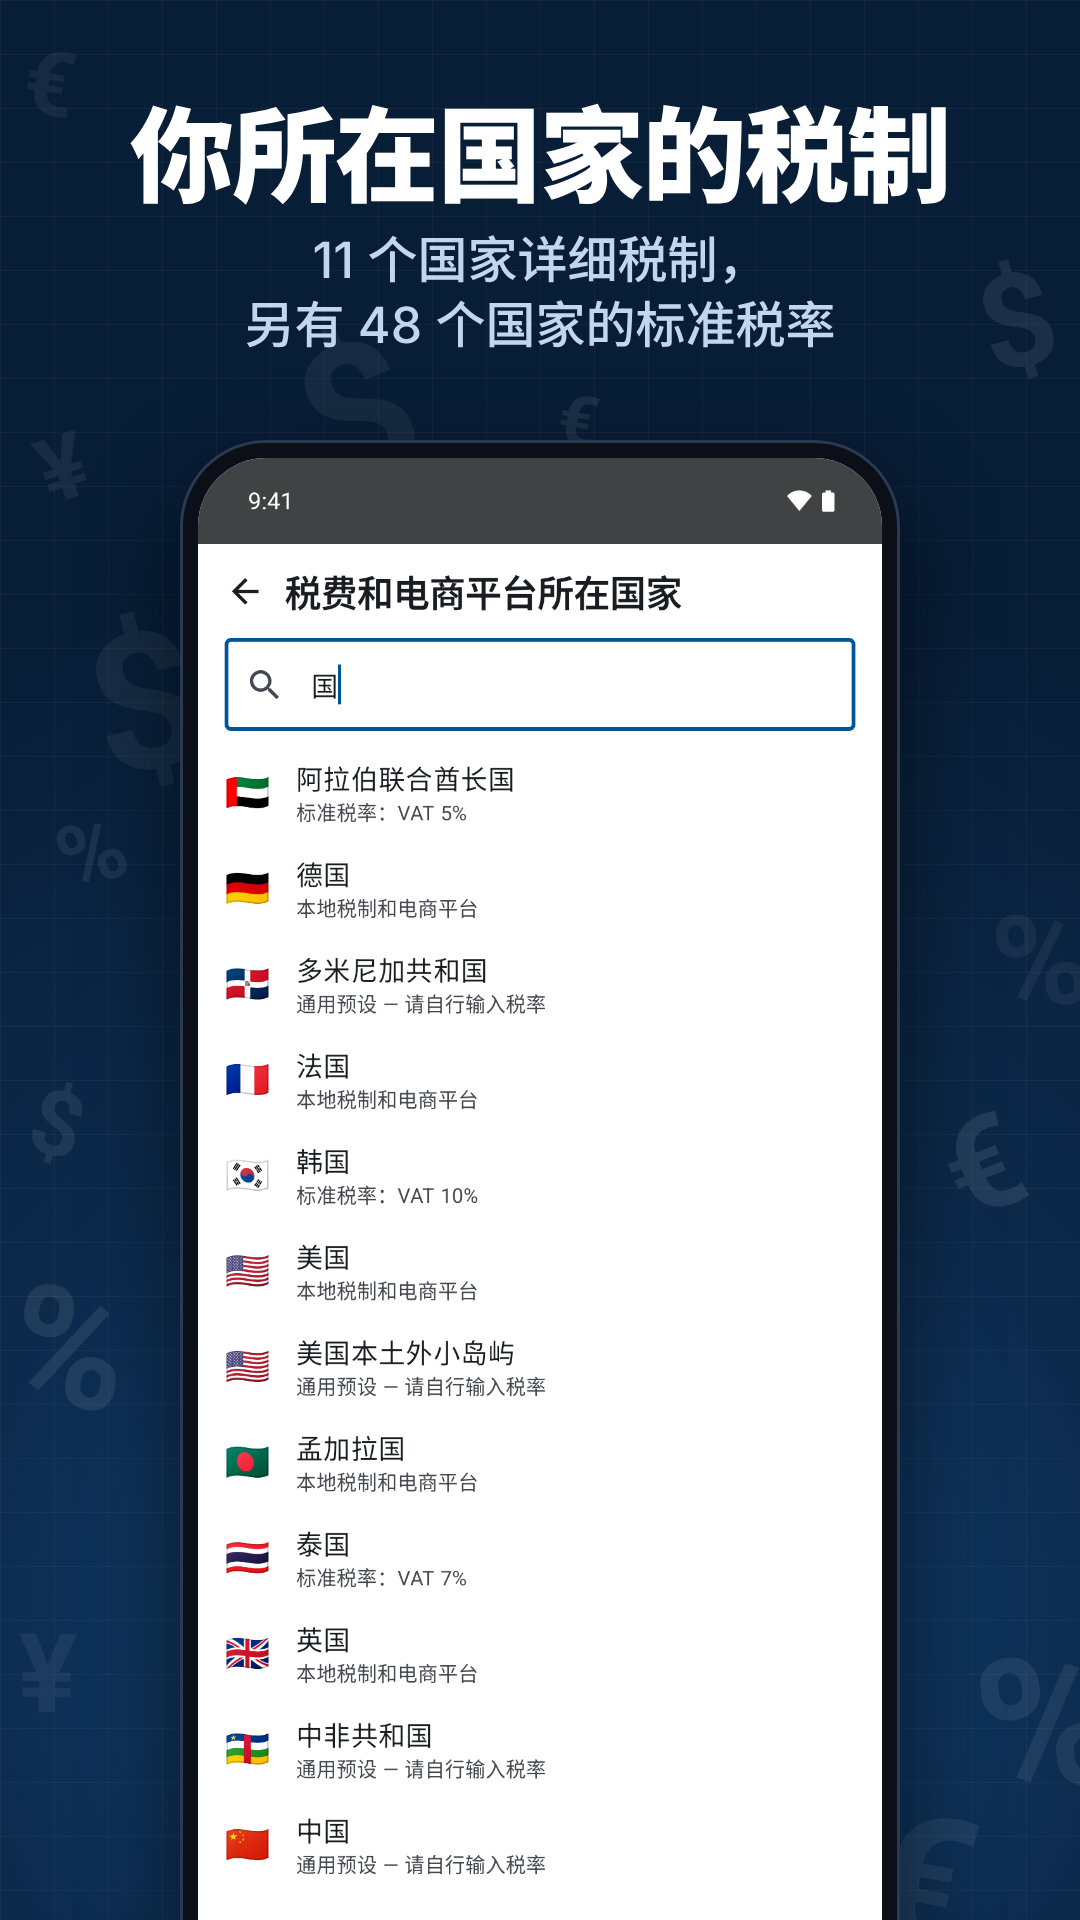 你所在国家的税制
11 个国家详细税制，
另有 48 个国家的标准税率
9:41
税费和电商平台所在国家
国
阿拉伯联合酋长国
标准税率：VAT 5%
德国
本地税制和电商平台
多米尼加共和国
通用预设 – 请自行输入税率
法国
本地税制和电商平台
韩国
标准税率：VAT 10%
美国
本地税制和电商平台
美国本土外小岛屿
通用预设 – 请自行输入税率
孟加拉国
本地税制和电商平台
泰国
标准税率：VAT 7%
英国
本地税制和电商平台
中非共和国
通用预设 – 请自行输入税率
中国
通用预设 – 请自行输入税率